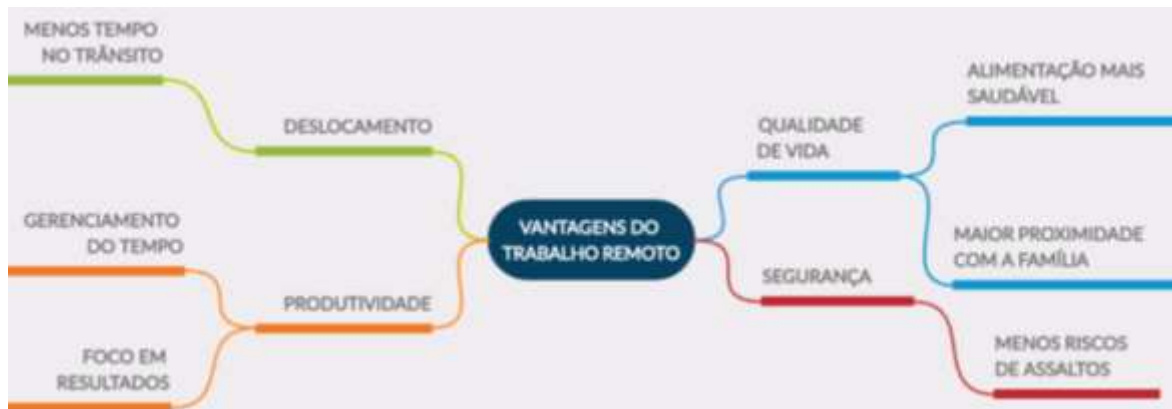 MENOS TEMPO
NO TRÂNSITO
DESLOCAMENTO
GERENCIAMENTO
DO TEMPO
PRODUTIVIDADE
FOCO EM
RESULTADOS
VANTAGENS DO
TRABALHO REMOTO
QUALIDADE
DE VIDA
ALIMENTAÇÃO MAIS
SAUDÁVEL
MAIOR PROXIMIDADE
COM A FAMÍLIA
SEGURANÇA
MENOS RISCOS
DE ASSALTOS